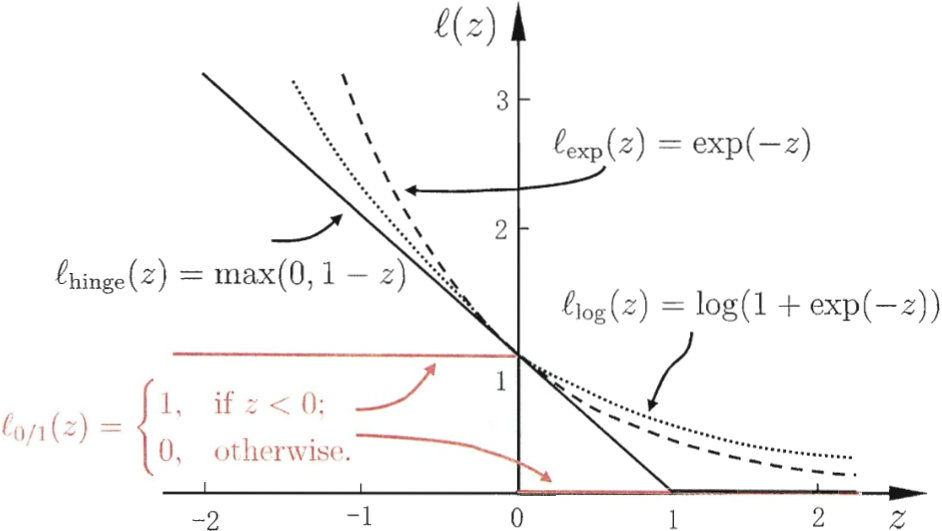 ℓ(z)
3
ℓ_exp(z) = exp(−z)
2
ℓ_hinge(z) = max(0, 1 − z)
ℓ_log(z) = log(1 + exp(−z))
1
ℓ_0/1(z) = { 1, if z < 0;
0, otherwise.
-2 -1 0 1 2 z